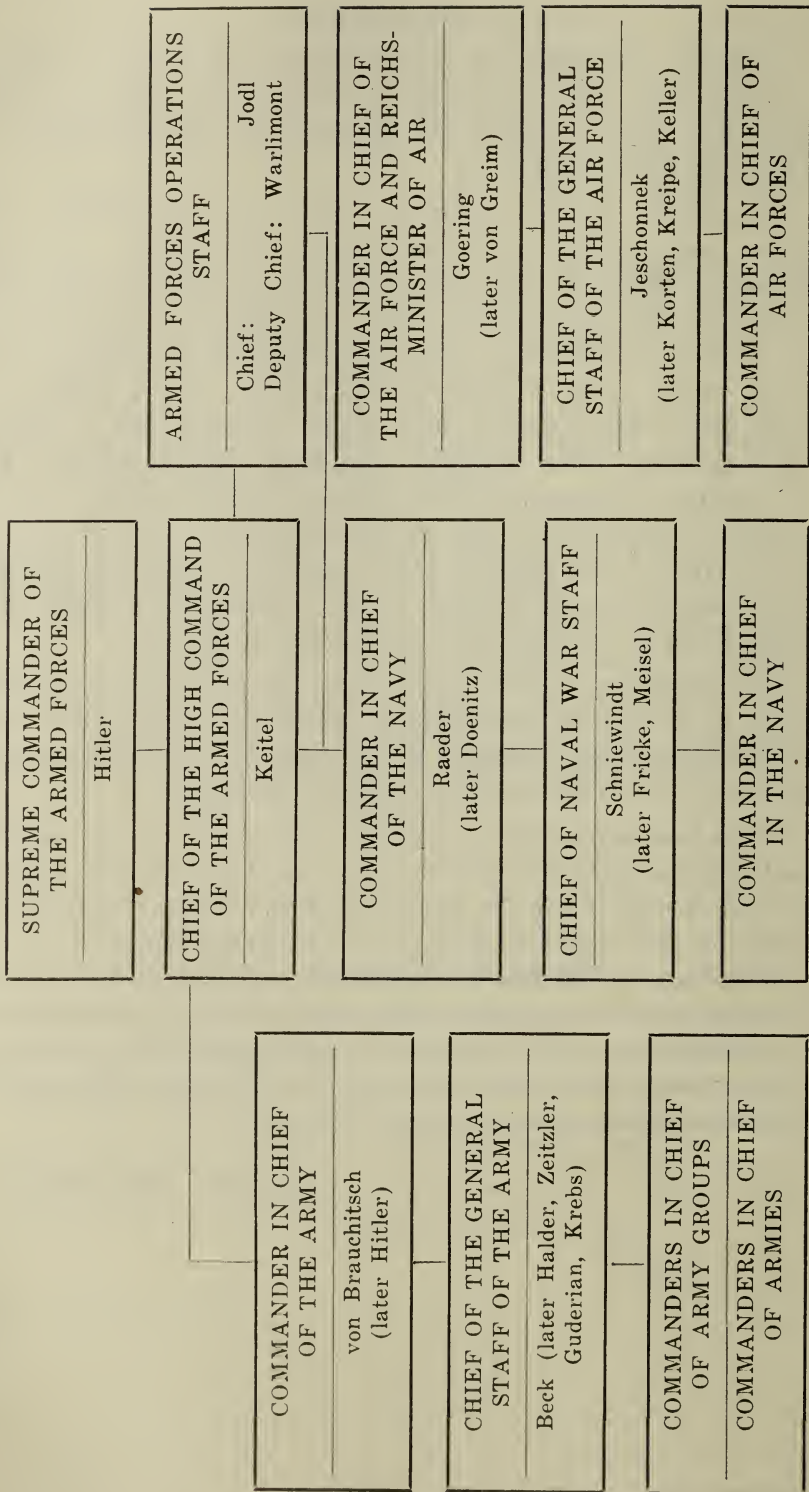 SUPREME COMMANDER OF
THE ARMED FORCES
Hitler
CHIEF OF THE HIGH COMMAND
OF THE ARMED FORCES
Keitel
ARMED FORCES OPERATIONS
STAFF
Chief: Jodl
Deputy Chief: Warlimont
COMMANDER IN CHIEF
OF THE ARMY
von Brauchitsch
(later Hitler)
CHIEF OF THE GENERAL
STAFF OF THE ARMY
Beck (later Halder, Zeitzler,
Guderian, Krebs)
COMMANDERS IN CHIEF
OF ARMY GROUPS
COMMANDERS IN CHIEF
OF ARMIES
COMMANDER IN CHIEF
OF THE NAVY
Raeder
(later Doenitz)
CHIEF OF NAVAL WAR STAFF
Schniewindt
(later Fricke, Meisel)
COMMANDER IN CHIEF
IN THE NAVY
COMMANDER IN CHIEF OF
THE AIR FORCE AND REICHS-
MINISTER OF AIR
Goering
(later von Greim)
CHIEF OF THE GENERAL
STAFF OF THE AIR FORCE
Jeschonnek
(later Korten, Kreipe, Keller)
COMMANDER IN CHIEF OF
AIR FORCES